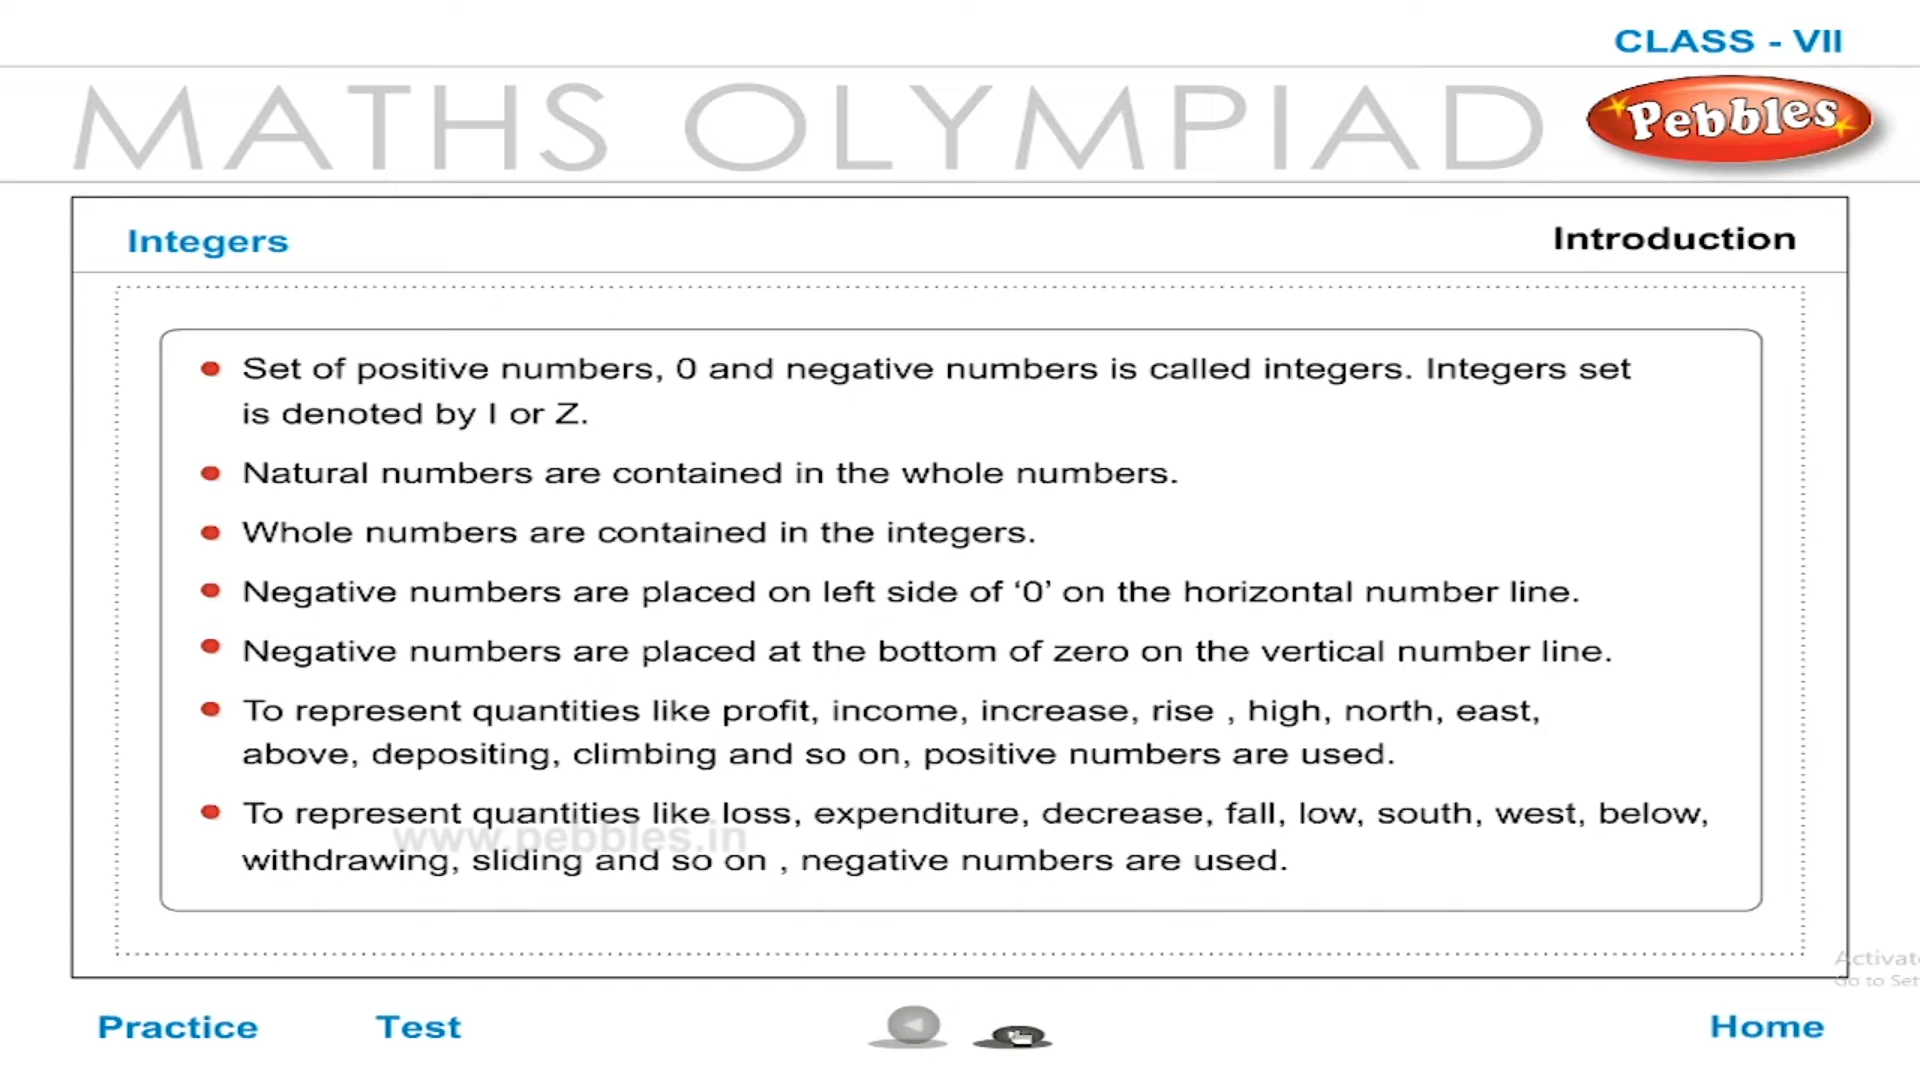 CLASS - VII
MATHS OLYMPIAD
Pebbles
Integers
Introduction
Set of positive numbers, 0 and negative numbers is called integers. Integers set
is denoted by I or Z.
Natural numbers are contained in the whole numbers.
Whole numbers are contained in the integers.
Negative numbers are placed on left side of ‘0’ on the horizontal number line.
Negative numbers are placed at the bottom of zero on the vertical number line.
To represent quantities like profit, income, increase, rise , high, north, east,
above, depositing, climbing and so on, positive numbers are used.
To represent quantities like loss, expenditure, decrease, fall, low, south, west, below,
www.pebbles.in
withdrawing, sliding and so on , negative numbers are used.
Activat
Go to Set
Practice
Test
Home